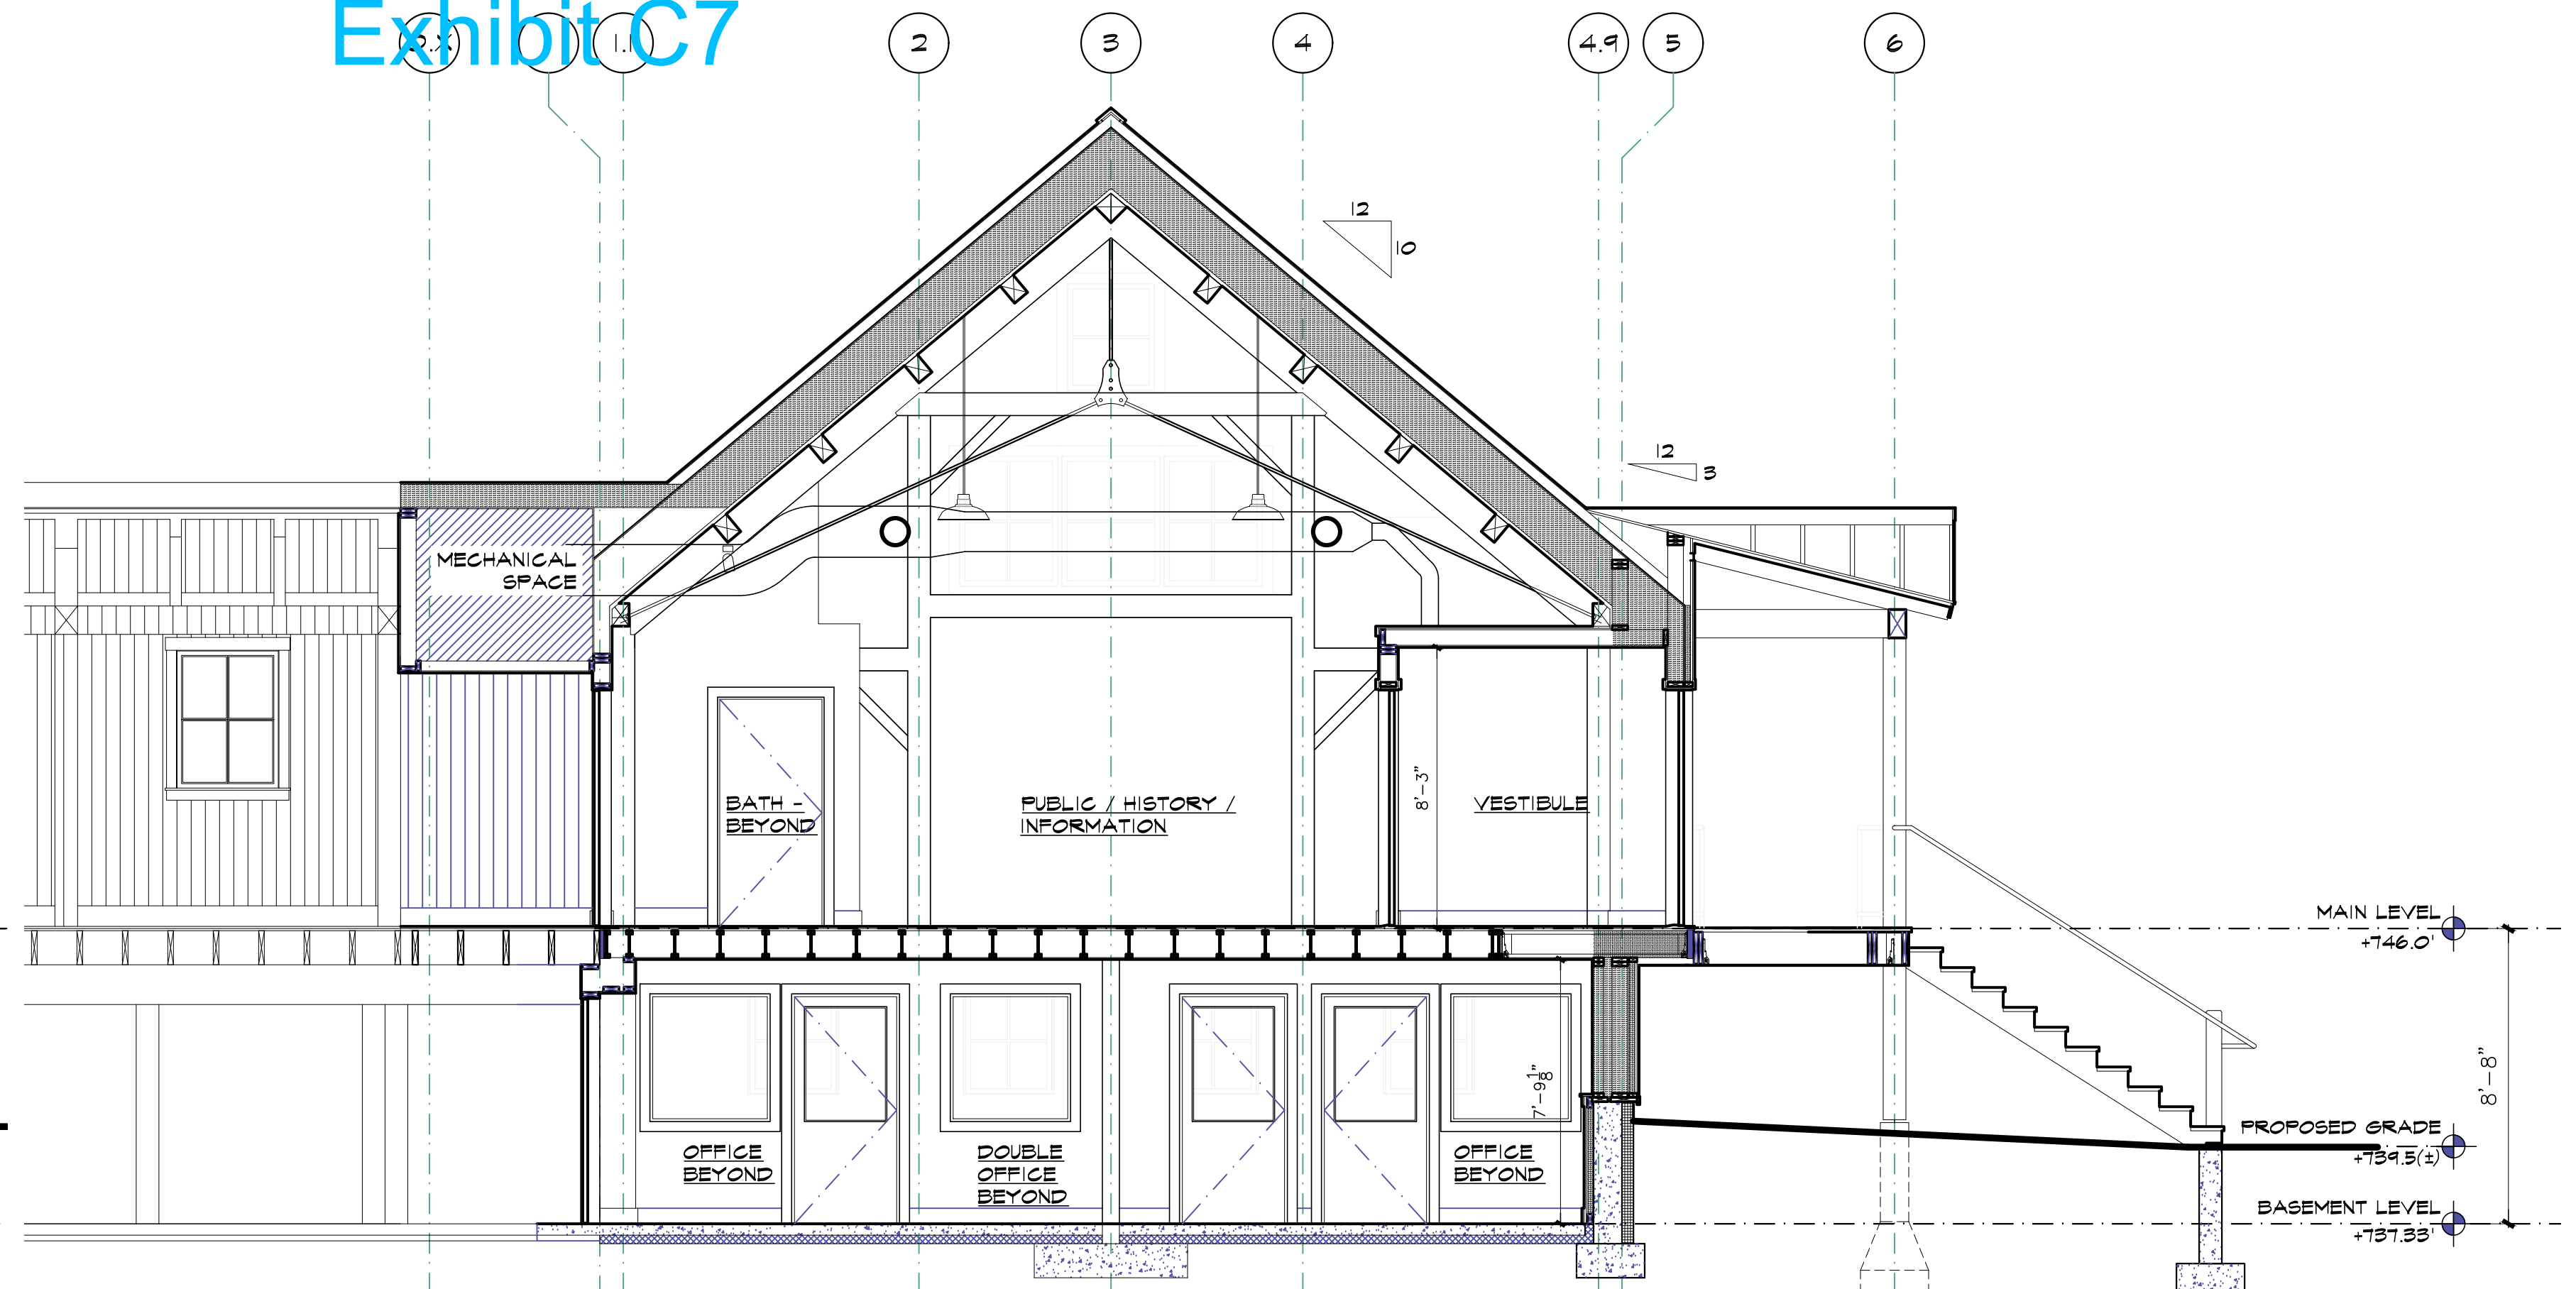 Exhibit C7
1.1
2
3
4
4.9
5
6
12
10
12
3
MECHANICAL
SPACE
BATH -
BEYOND
PUBLIC / HISTORY /
INFORMATION
8'-3"
VESTIBULE
MAIN LEVEL
+746.0'
8'-8"
7'-9 1/8"
OFFICE
BEYOND
DOUBLE
OFFICE
BEYOND
OFFICE
BEYOND
PROPOSED GRADE
+739.5(±)
BASEMENT LEVEL
+737.33'